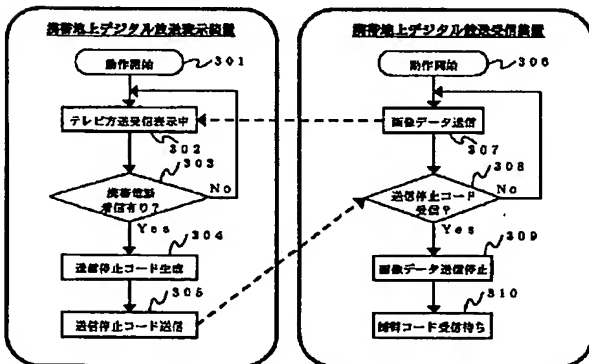 携帯地上デジタル放送表示装置
動作開始
301
テレビ方送受信表示中
302
303
携帯電話
着信有り?
No
Yes
304
送信停止コード生成
305
送信停止コード送信
携帯地上デジタル放送受信装置
動作開始
306
画像データ送信
307
308
送信停止コード
受信?
No
Yes
309
画像データ送信停止
310
コード受信待ち